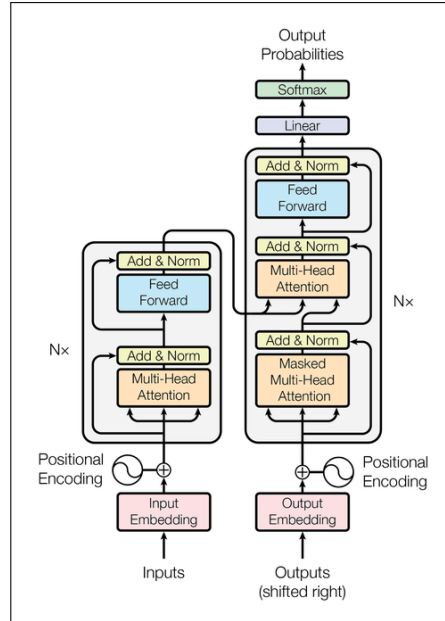 Output
Probabilities
Softmax
Linear
Add & Norm
Feed
Forward
Add & Norm
Multi-Head
Attention
Add & Norm
Masked
Multi-Head
Attention
Nx
Add & Norm
Feed
Forward
Add & Norm
Multi-Head
Attention
Nx
Positional
Encoding
Positional
Encoding
Input
Embedding
Output
Embedding
Inputs
Outputs
(shifted right)